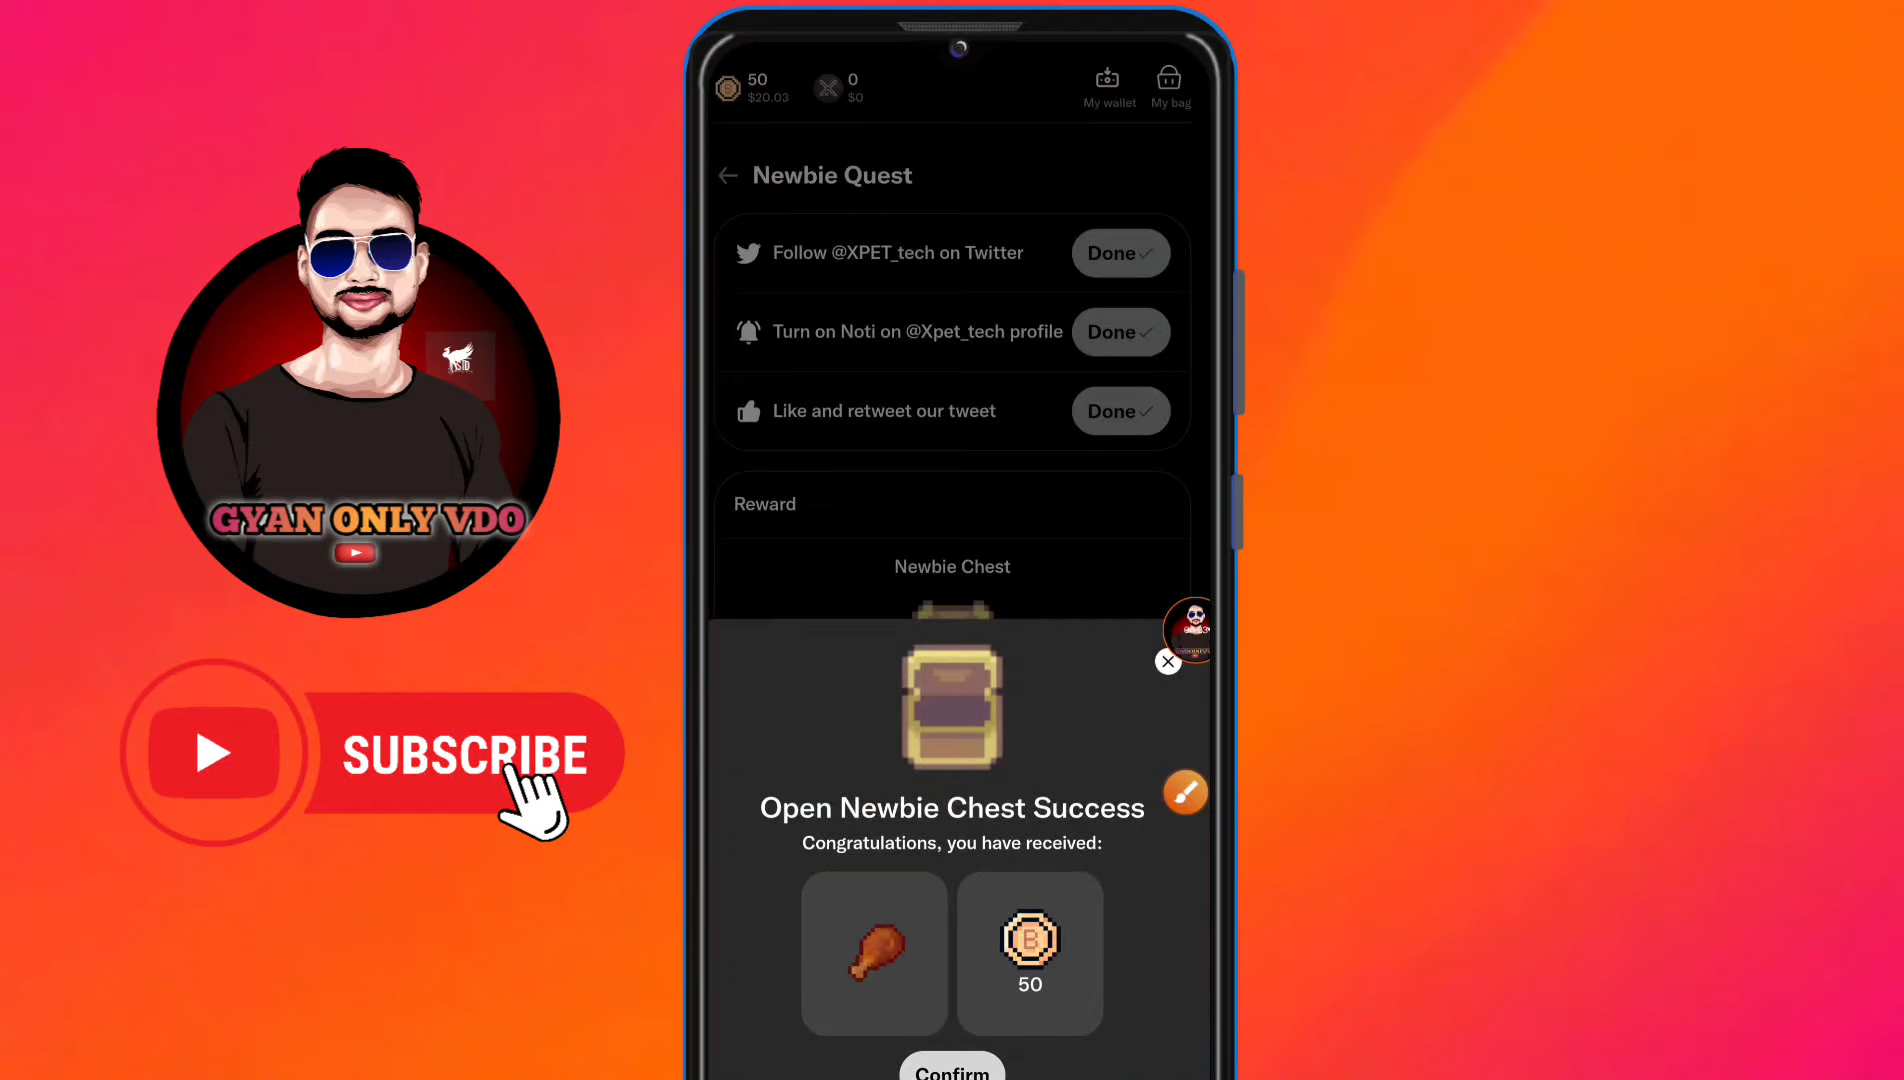 50
$20.03
0
$0
My wallet
My bag
Newbie Quest
Follow @XPET_tech on Twitter
Done
Turn on Noti on @Xpet_tech profile
Done
Like and retweet our tweet
Done
Reward
Newbie Chest
Open Newbie Chest Success
Congratulations, you have received:
B
50
Confirm
GYAN ONLY VDO
SUBSCRIBE